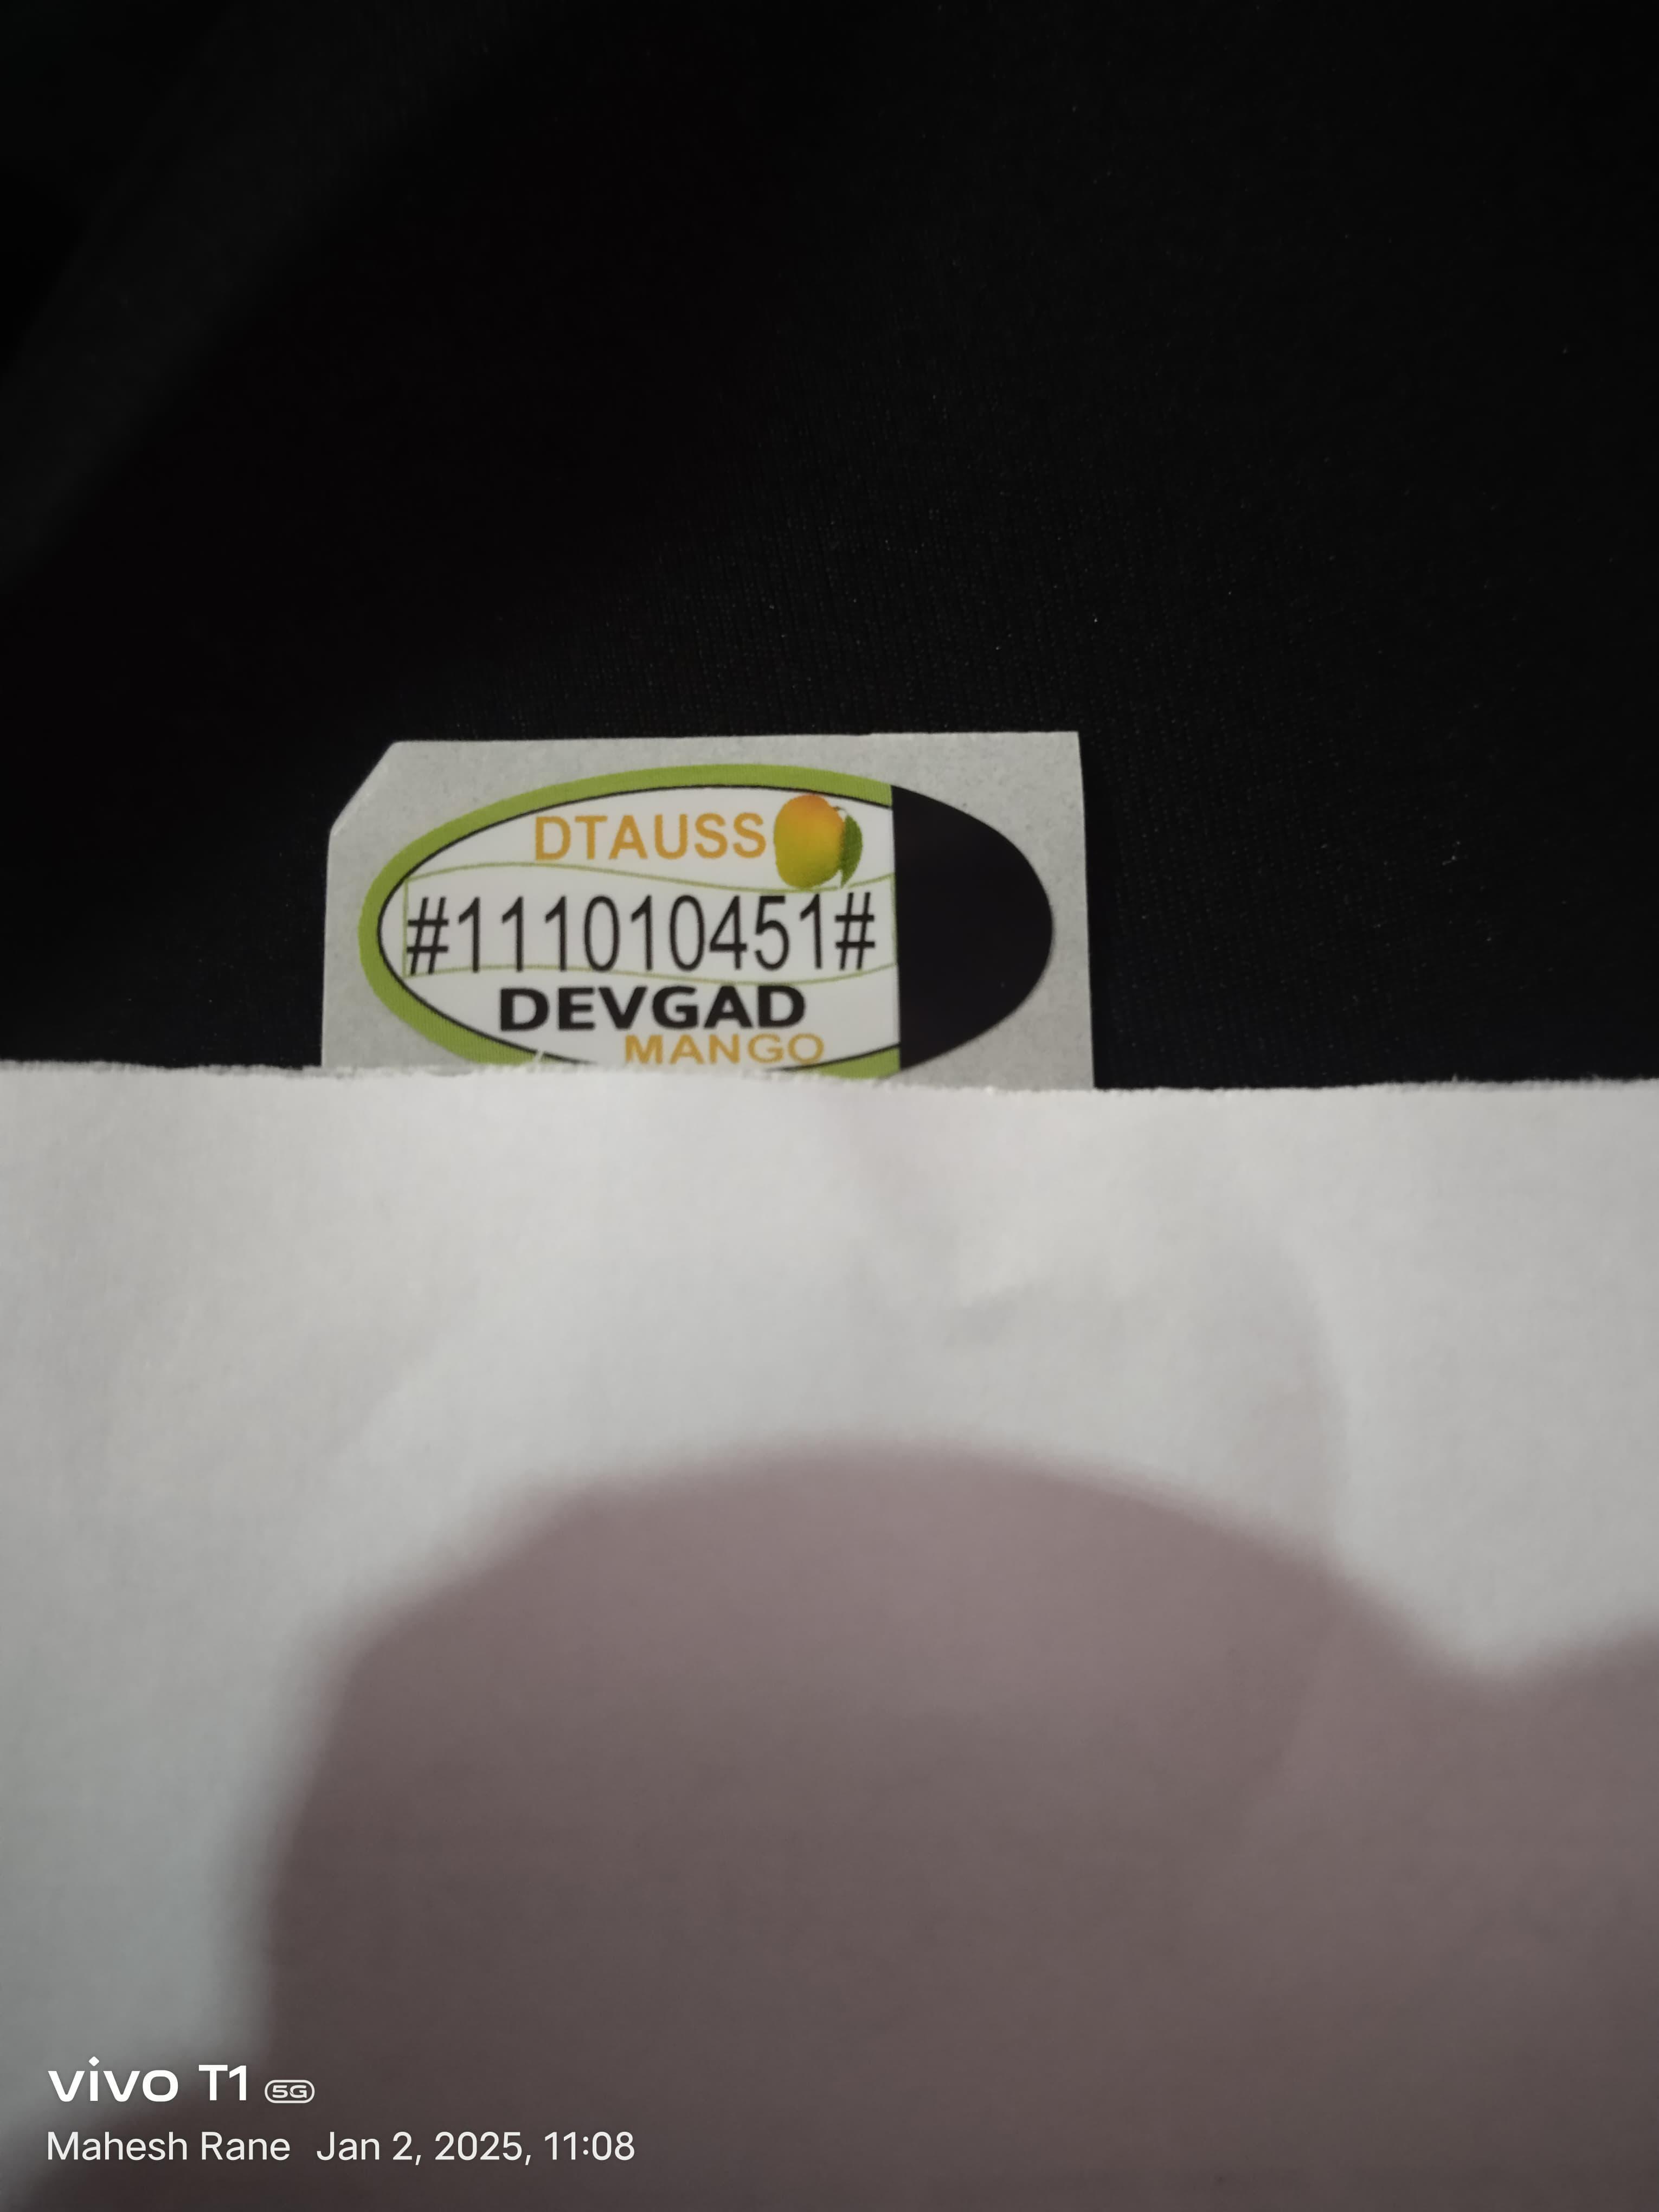 DTAUSS
#111010451#
DEVGAD
MANGO
vivo T1 5G
Mahesh Rane Jan 2, 2025, 11:08